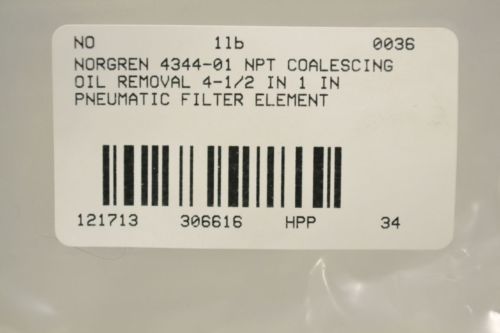 NO 1lb 0036
NORGREN 4344-01 NPT COALESCING
OIL REMOVAL 4-1/2 IN 1 IN
PNEUMATIC FILTER ELEMENT
121713 306616 HPP 34